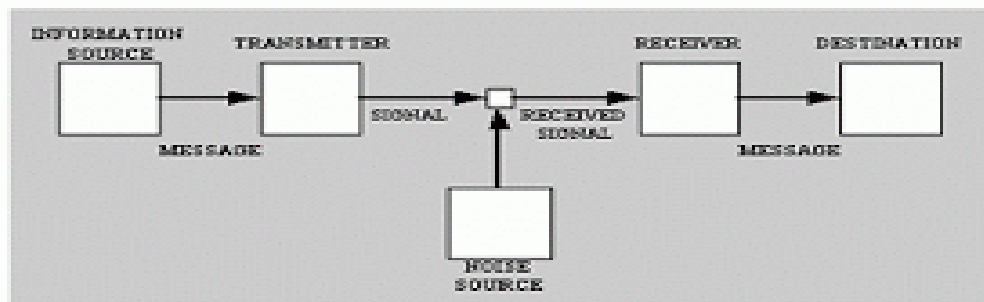 INFORMATION
SOURCE
TRANSMITTER
RECEIVER
DESTINATION
SIGNAL
RECEIVED
SIGNAL
MESSAGE
MESSAGE
NOISE
SOURCE